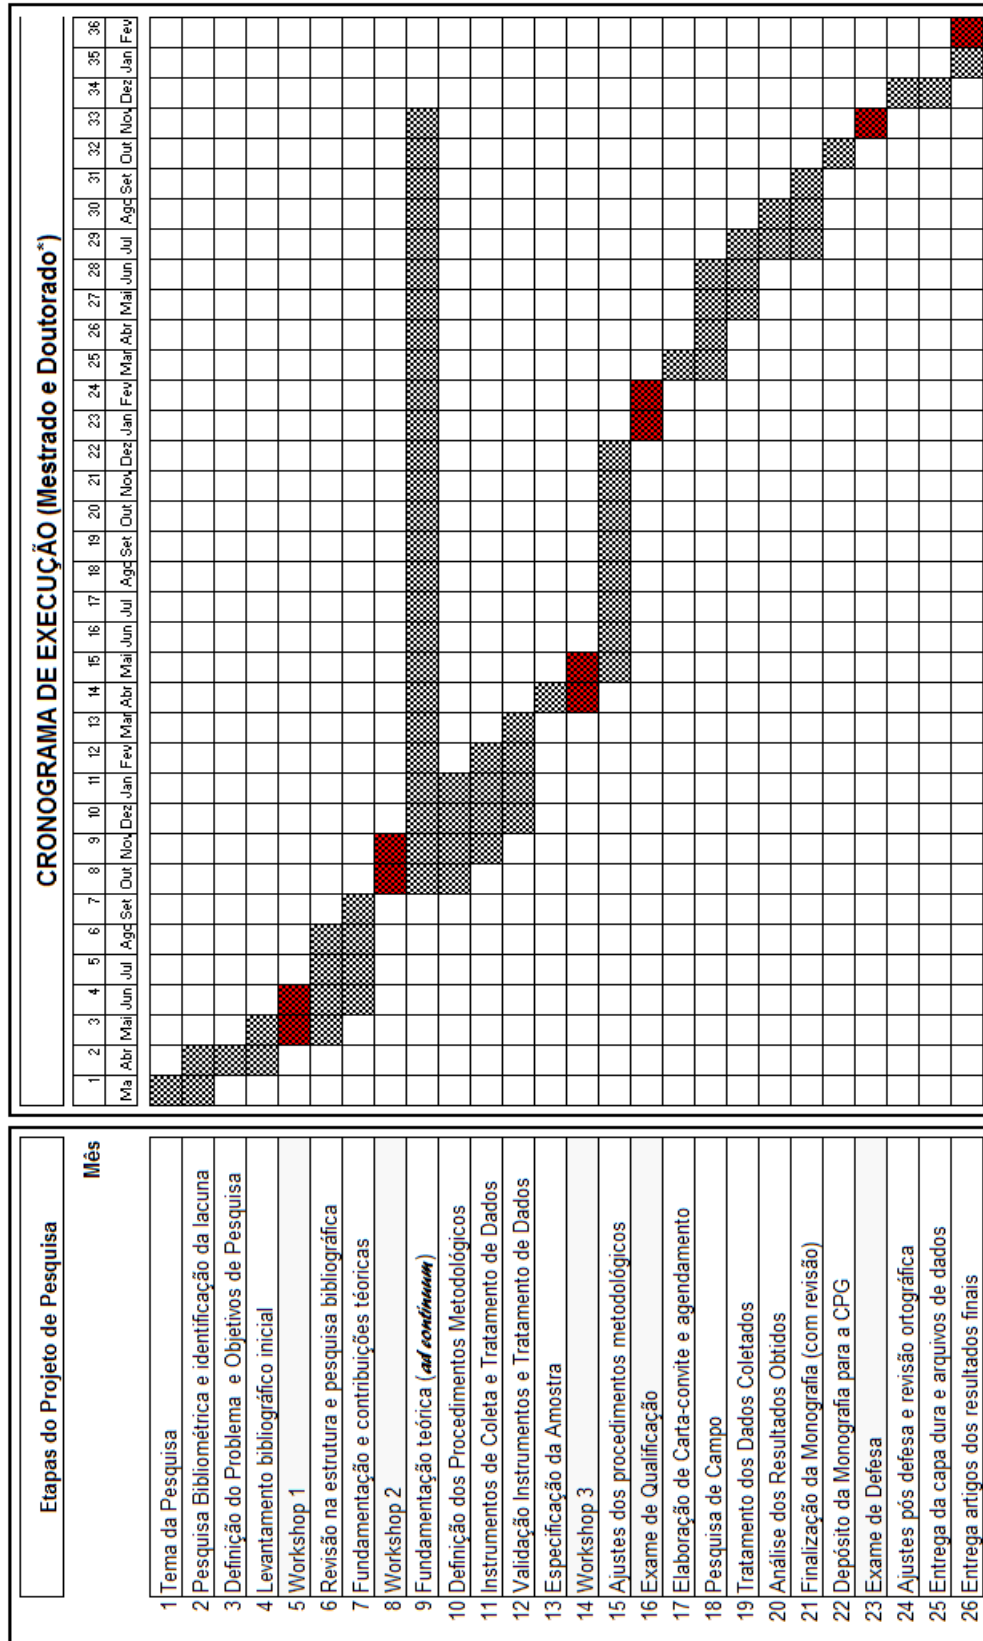 CRONOGRAMA DE EXECUÇÃO (Mestrado e Doutorado*)
Etapas do Projeto de Pesquisa
Mês
1 2 3 4 5 6 7 8 9 10 11 12 13 14 15 16 17 18 19 20 21 22 23 24 25 26 27 28 29 30 31 32 33 34 35 36
Ma Abr Mai Jun Jul Ago Set Out Nov Dez Jan Fev Mar Abr Mai Jun Jul Ago Set Out Nov Dez Jan Fev Mar Abr Mai Jun Jul Ago Set Out Nov Dez Jan Fev
1 Tema da Pesquisa
2 Pesquisa Bibliométrica e identificação da lacuna
3 Definição do Problema e Objetivos de Pesquisa
4 Levantamento bibliográfico inicial
5 Workshop 1
6 Revisão na estrutura e pesquisa bibliográfica
7 Fundamentação e contribuições téoricas
8 Workshop 2
9 Fundamentação teórica (ad continuum)
10 Definição dos Procedimentos Metodológicos
11 Instrumentos de Coleta e Tratamento de Dados
12 Validação Instrumentos e Tratamento de Dados
13 Especificação da Amostra
14 Workshop 3
15 Ajustes dos procedimentos metodológicos
16 Exame de Qualificação
17 Elaboração de Carta-convite e agendamento
18 Pesquisa de Campo
19 Tratamento dos Dados Coletados
20 Análise dos Resultados Obtidos
21 Finalização da Monografia (com revisão)
22 Depósito da Monografia para a CPG
23 Exame de Defesa
24 Ajustes pós defesa e revisão ortográfica
25 Entrega da capa dura e arquivos de dados
26 Entrega artigos dos resultados finais